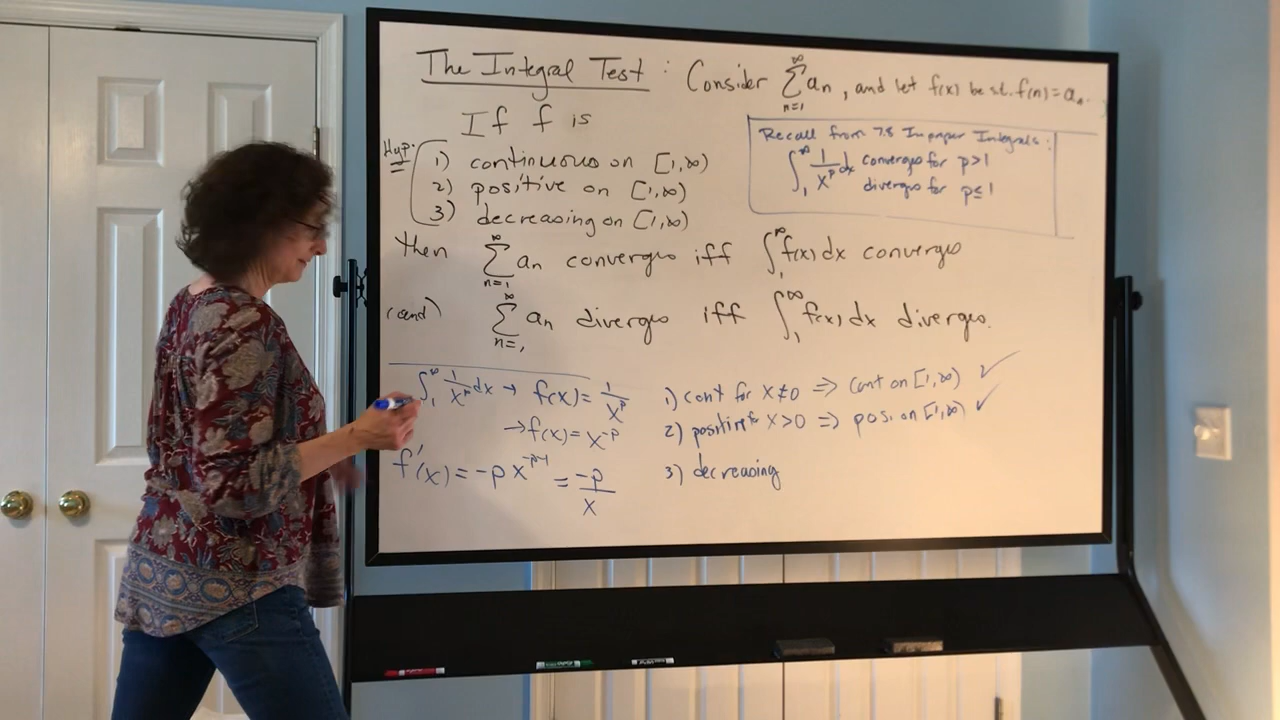 The Integral Test : Consider ∞ Σ n=1 aₙ, and let f(x) be st. f(n) = aₙ...
If f is
Hyp:
1) continuous on [1,∞)
2) positive on [1,∞)
3) decreasing on [1,∞)
Recall from 7.8 Improper Integrals:
∫₁^∞ 1/x^p dx converges for p>1
diverges for p≤1
then ∞ Σ n=1 aₙ converges iff ∫₁^∞ f(x) dx converges
(and) ∞ Σ n=1 aₙ diverges iff ∫₁^∞ f(x) dx diverges.
∫₁^∞ 1/x^p dx → f(x) = 1/x^p
→ f(x) = x^-p
f'(x) = -p x^-p-1 = -p/x
1) cont for x≠0 ⇒ cont on [1,∞) ✓
2) positive for x>0 ⇒ pos. on [1,∞) ✓
3) decreasing